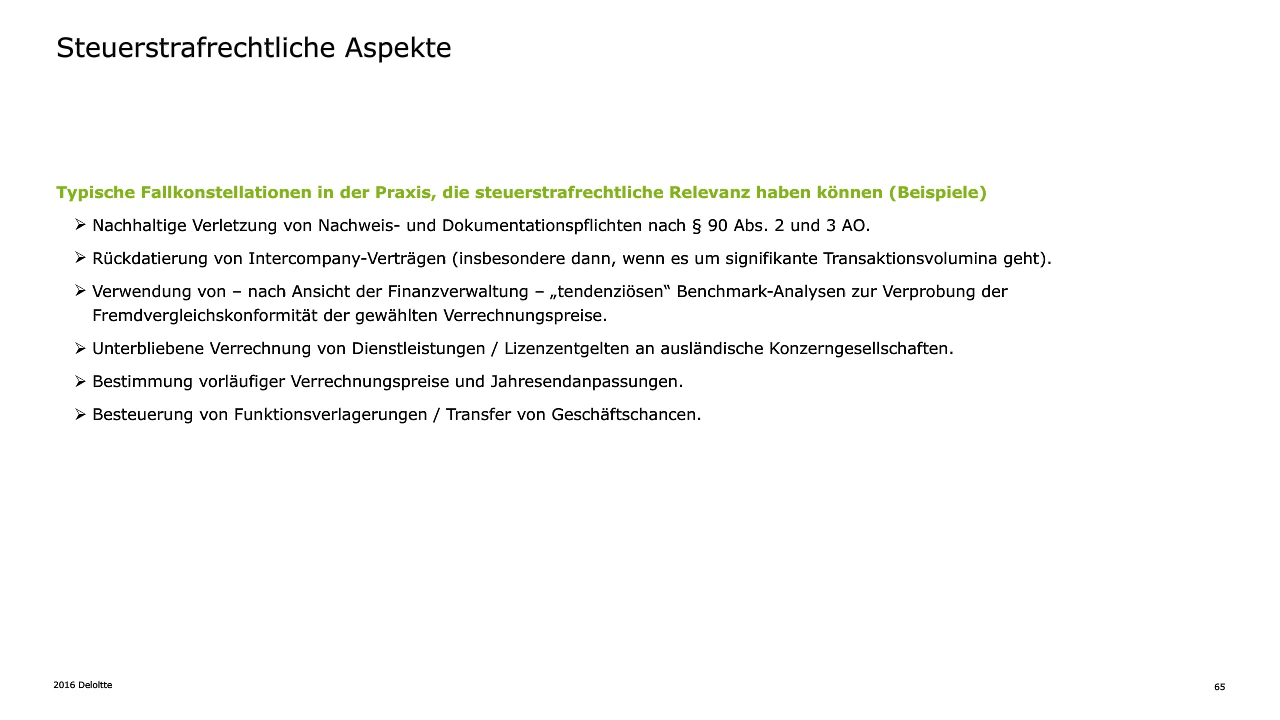 Steuerstrafrechtliche Aspekte
Typische Fallkonstellationen in der Praxis, die steuerstrafrechtliche Relevanz haben können (Beispiele)
➢ Nachhaltige Verletzung von Nachweis- und Dokumentationspflichten nach § 90 Abs. 2 und 3 AO.
➢ Rückdatierung von Intercompany-Verträgen (insbesondere dann, wenn es um signifikante Transaktionsvolumina geht).
➢ Verwendung von – nach Ansicht der Finanzverwaltung – „tendenziösen“ Benchmark-Analysen zur Verprobung der
Fremdvergleichskonformität der gewählten Verrechnungspreise.
➢ Unterbliebene Verrechnung von Dienstleistungen / Lizenzentgelten an ausländische Konzerngesellschaften.
➢ Bestimmung vorläufiger Verrechnungspreise und Jahresendanpassungen.
➢ Besteuerung von Funktionsverlagerungen / Transfer von Geschäftschancen.
2016 Deloitte
65